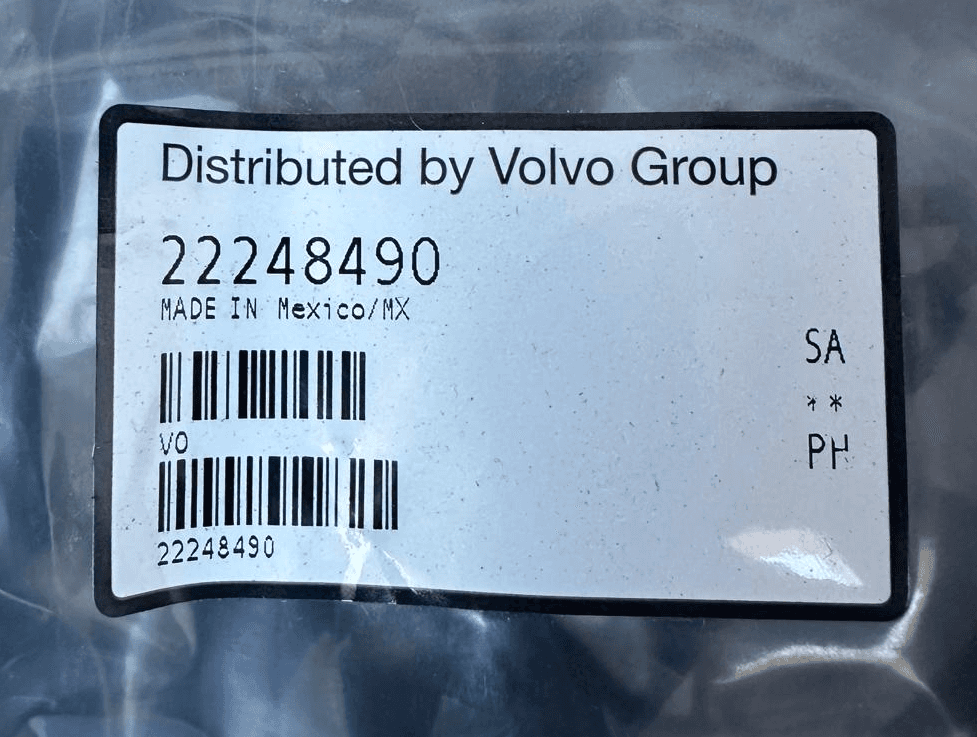 Distributed by Volvo Group
22248490
MADE IN Mexico/MX
SA
**
PH
VO
22248490